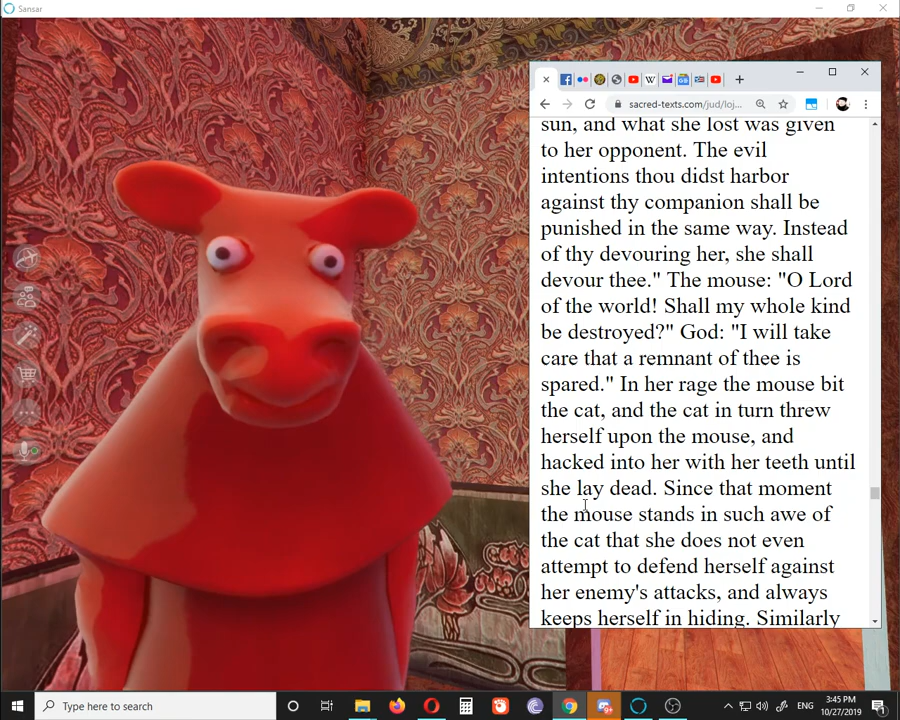 Sansar
sacred-texts.com/jud/loj...
sun, and what she lost was given
to her opponent. The evil
intentions thou didst harbor
against thy companion shall be
punished in the same way. Instead
of thy devouring her, she shall
devour thee." The mouse: "O Lord
of the world! Shall my whole kind
be destroyed?" God: "I will take
care that a remnant of thee is
spared." In her rage the mouse bit
the cat, and the cat in turn threw
herself upon the mouse, and
hacked into her with her teeth until
she lay dead. Since that moment
the mouse stands in such awe of
the cat that she does not even
attempt to defend herself against
her enemy's attacks, and always
keeps herself in hiding. Similarly
Type here to search
ENG
3:45 PM
10/27/2019
1